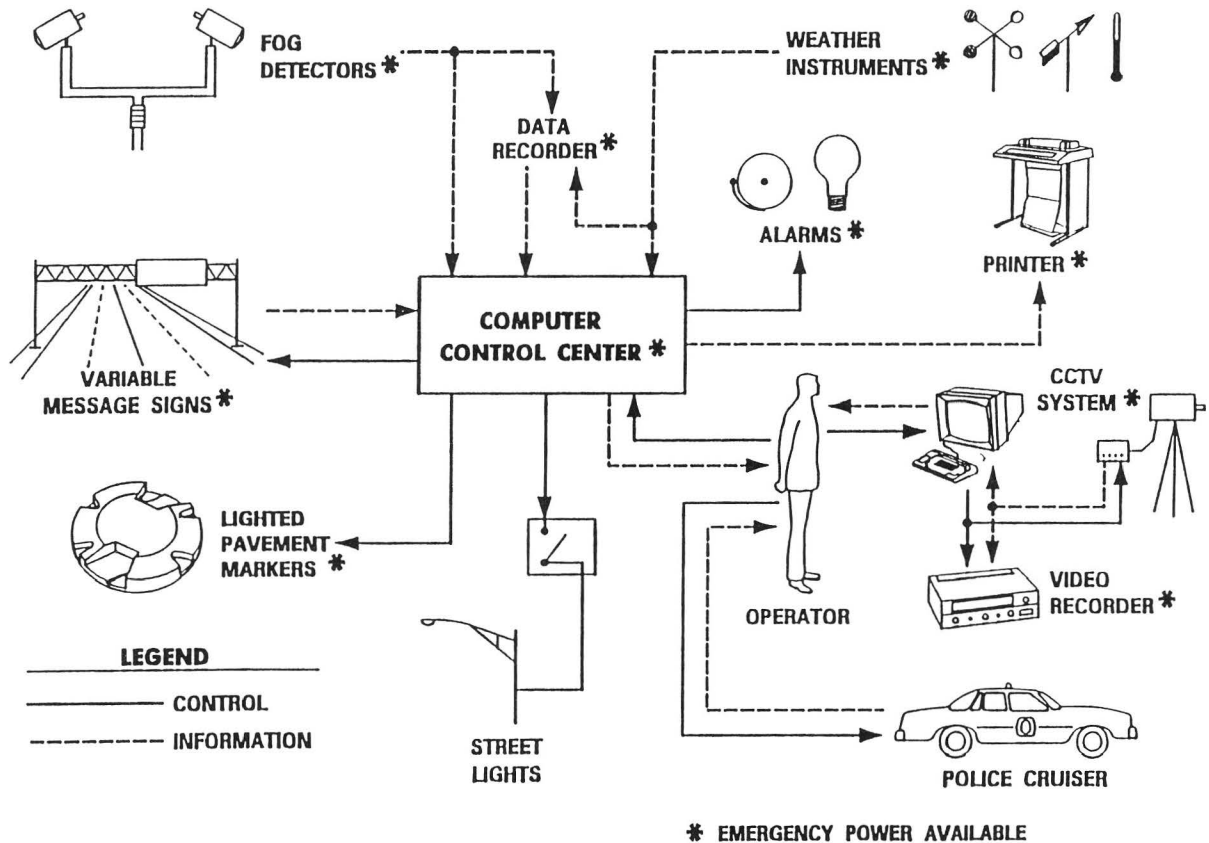 FOG
DETECTORS *
WEATHER
INSTRUMENTS *
DATA
RECORDER *
ALARMS *
PRINTER *
COMPUTER
CONTROL CENTER *
VARIABLE
MESSAGE SIGNS *
CCTV
SYSTEM *
LIGHTED
PAVEMENT
MARKERS *
OPERATOR
VIDEO
RECORDER *
LEGEND
CONTROL
INFORMATION
STREET
LIGHTS
POLICE CRUISER
* EMERGENCY POWER AVAILABLE